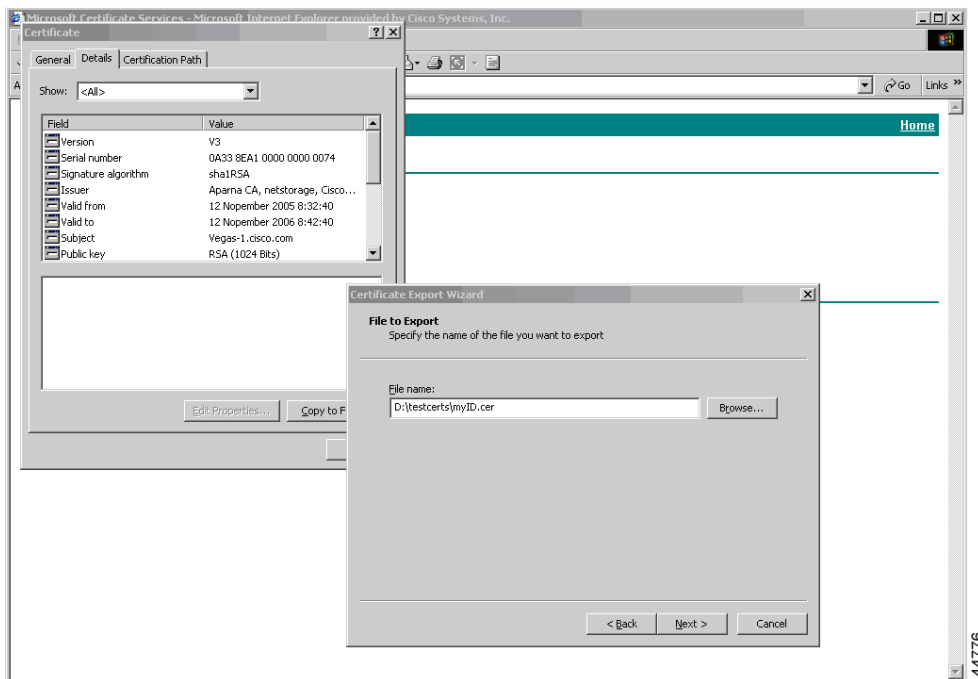 Microsoft Certificate Services - Microsoft Internet Explorer provided by Cisco Systems, Inc.
Certificate
General Details Certification Path
Go Links »
Show: <All>
Home
Field Value
Version V3
Serial number 0A33 8EA1 0000 0000 0074
Signature algorithm sha1RSA
Issuer Aparna CA, netstorage, Cisco...
Valid from 12 Nopember 2005 8:32:40
Valid to 12 Nopember 2006 8:42:40
Subject Vegas-1.cisco.com
Public key RSA (1024 Bits)
Edit Properties... Copy to F
Certificate Export Wizard
File to Export
Specify the name of the file you want to export
File name:
D:\testcerts\myID.cer Browse...
< Back Next > Cancel